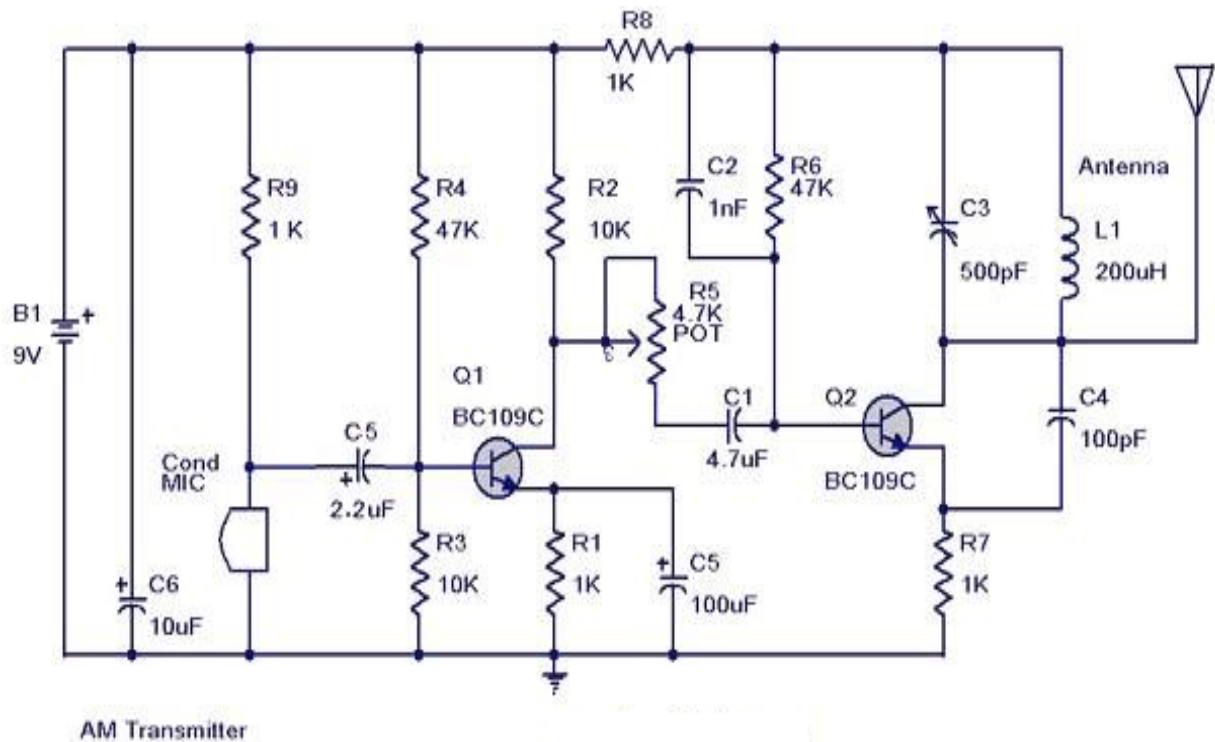 R8
1K
R9
1 K
R4
47K
R2
10K
C2
1nF
R6
47K
Antenna
C3
500pF
L1
200uH
B1
+
9V
R5
4.7K
POT
Q1
BC109C
C1
4.7uF
Q2
BC109C
C4
100pF
Cond
MIC
C5
+
2.2uF
R3
10K
R1
1K
+
C5
100uF
R7
1K
+
C6
10uF
AM Transmitter